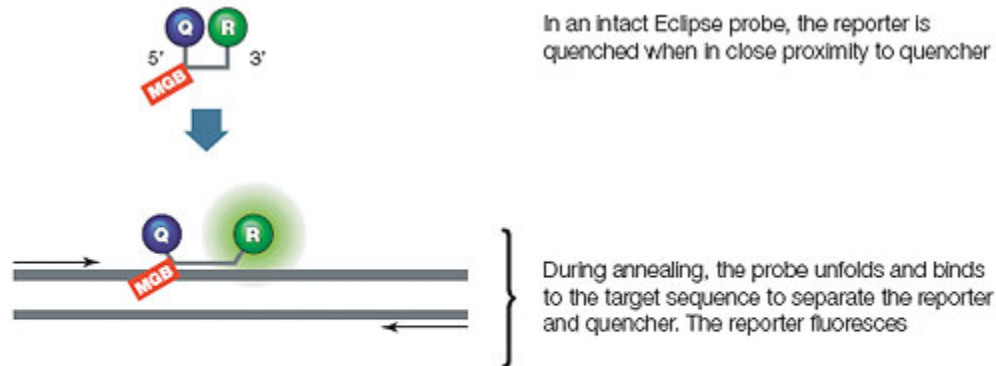 Q R
In an intact Eclipse probe, the reporter is
quenched when in close proximity to quencher
5' 3'
MGB
Q R
MGB
During annealing, the probe unfolds and binds
to the target sequence to separate the reporter
and quencher. The reporter fluoresces